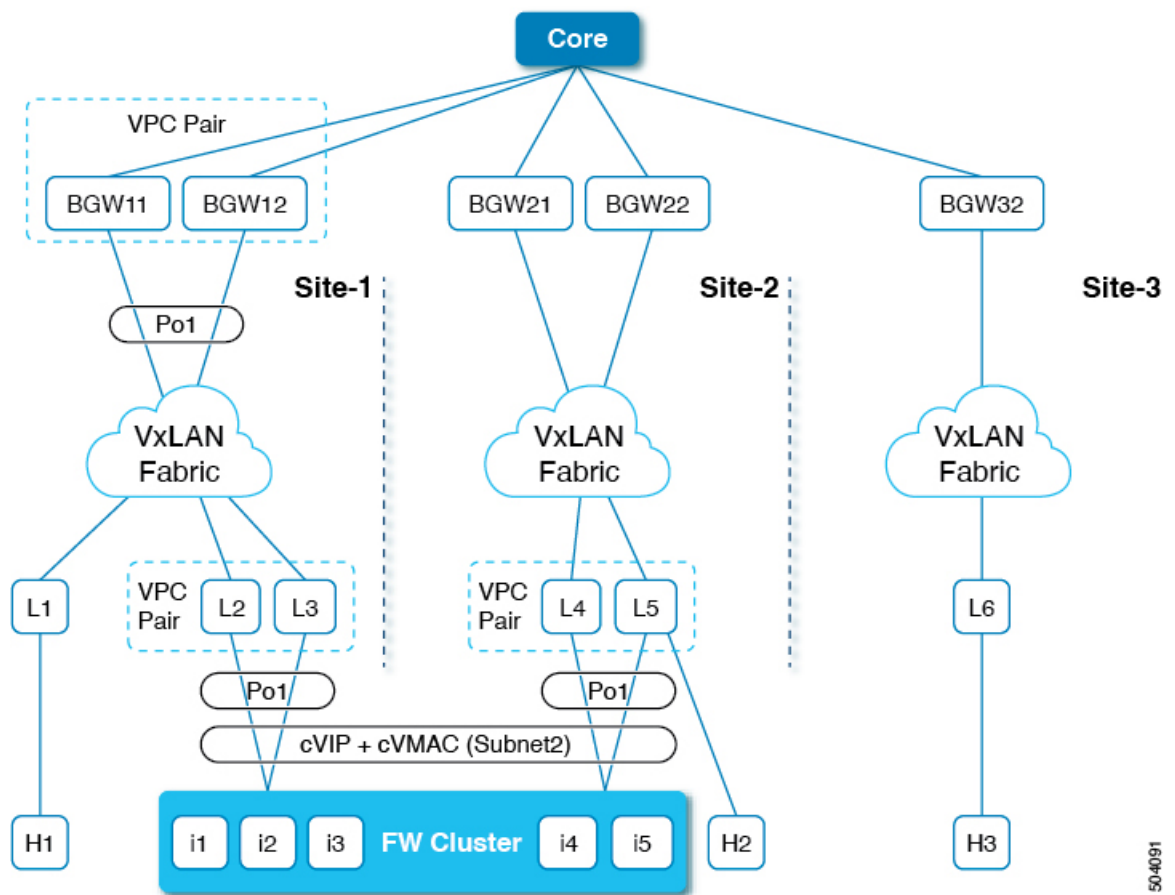 Core
VPC Pair
BGW11
BGW12
BGW21
BGW22
BGW32
Site-1
Site-2
Site-3
Po1
VxLAN
Fabric
VxLAN
Fabric
VxLAN
Fabric
L1
VPC
Pair
L2
L3
VPC
Pair
L4
L5
L6
Po1
Po1
cVIP + cVMAC (Subnet2)
H1
i1
i2
i3
FW Cluster
i4
i5
H2
H3
504091